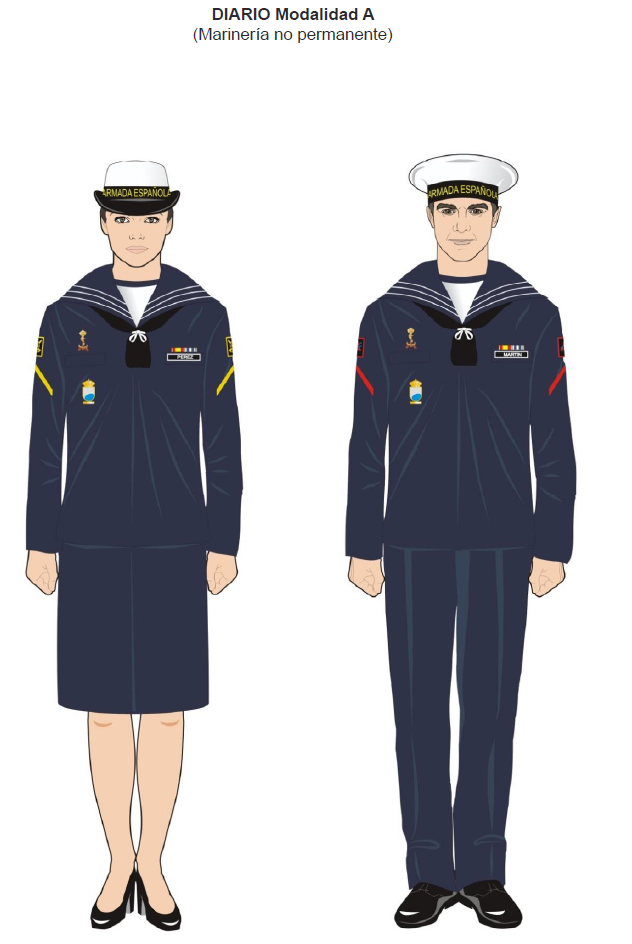 DIARIO Modalidad A
(Marinería no permanente)
ARMADA ESPAÑOLA
ARMADA ESPAÑOLA
PEREZ
MARTIN